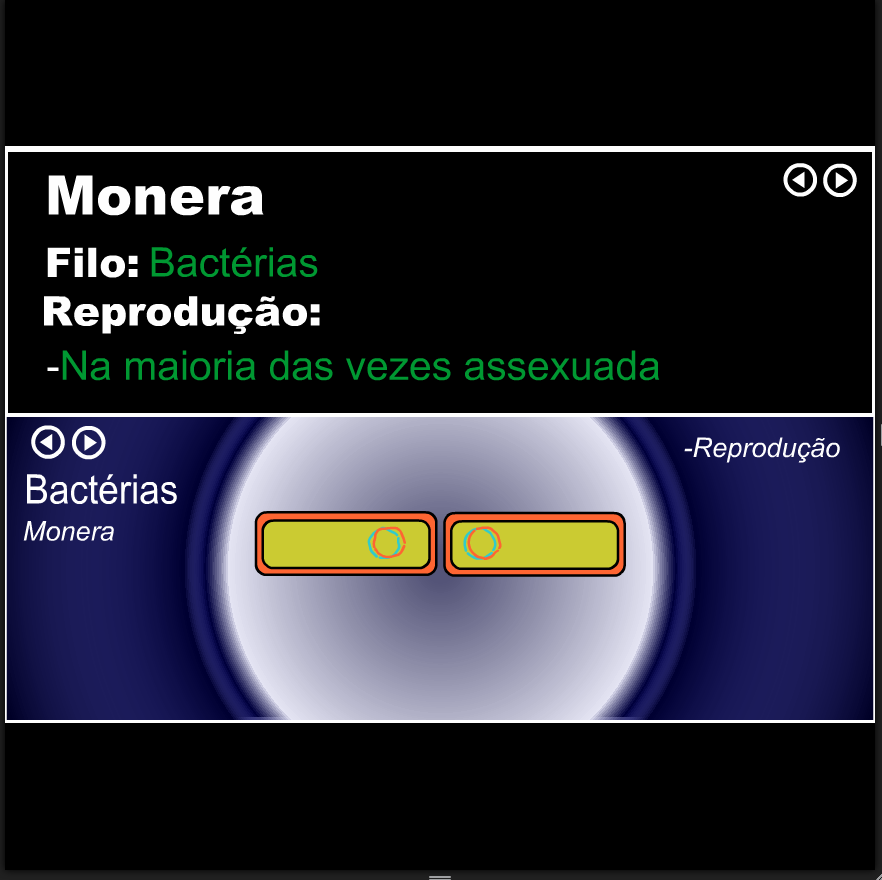 Monera
Filo: Bactérias
Reprodução:
-Na maioria das vezes assexuada
-Reprodução
Bactérias
Monera